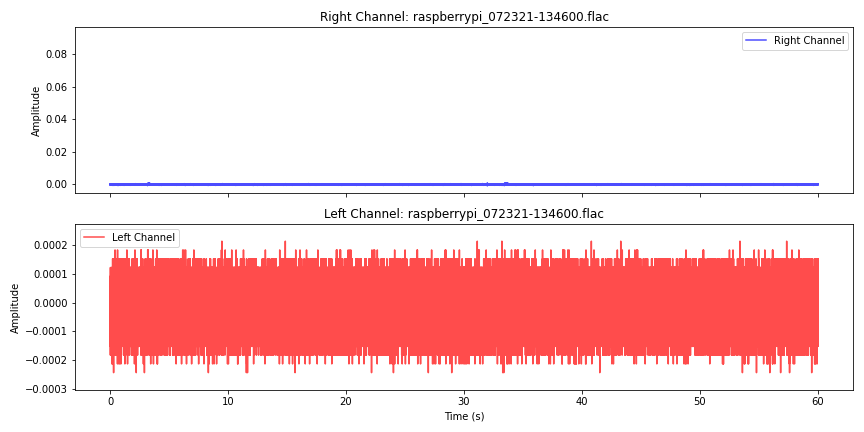 Right Channel: raspberrypi_072321-134600.flac
Right Channel
Amplitude
0.08
0.06
0.04
0.02
0.00
Left Channel: raspberrypi_072321-134600.flac
Left Channel
Amplitude
0.0002
0.0001
0.0000
−0.0001
−0.0002
−0.0003
0 10 20 30 40 50 60
Time (s)